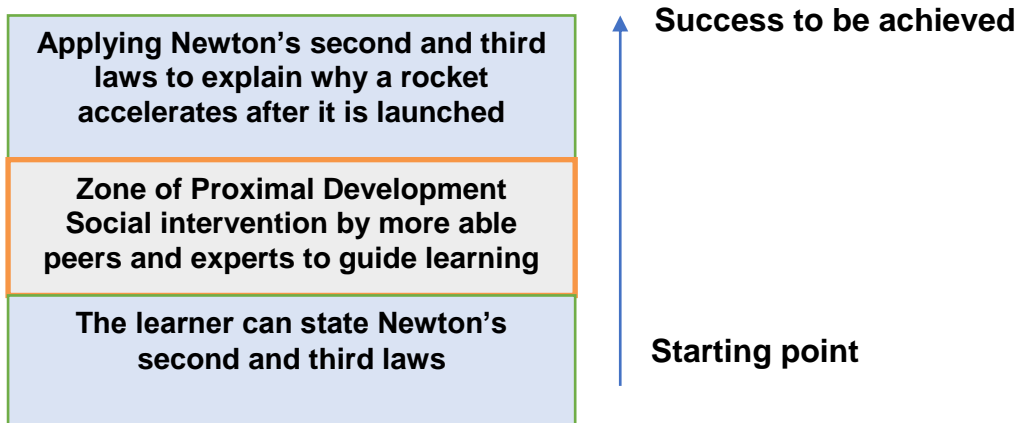 Success to be achieved
Applying Newton’s second and third
laws to explain why a rocket
accelerates after it is launched
Zone of Proximal Development
Social intervention by more able
peers and experts to guide learning
The learner can state Newton’s
second and third laws
Starting point